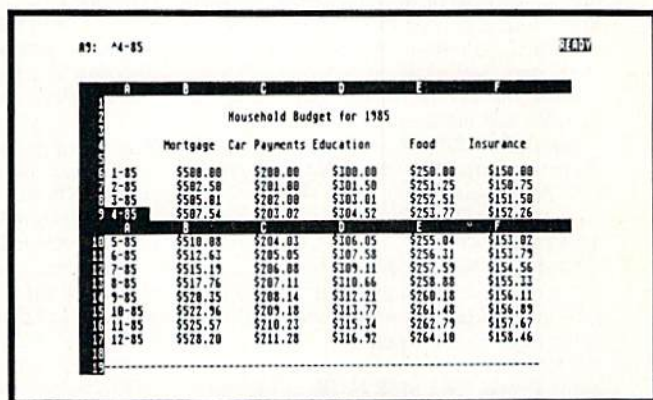 A9: ^4-85 READY
A B C D E F
1
2 Household Budget for 1985
3
4 Mortgage Car Payments Education Food Insurance
5
6 1-85 $500.00 $200.00 $300.00 $250.00 $150.00
7 2-85 $502.50 $201.00 $301.50 $251.25 $150.75
8 3-85 $505.01 $202.00 $303.01 $252.51 $151.50
9 4-85 $507.54 $203.02 $304.52 $253.77 $152.26
A B C D E F
10 5-85 $510.08 $204.03 $306.05 $255.04 $153.02
11 6-85 $512.63 $205.05 $307.58 $256.31 $153.79
12 7-85 $515.19 $206.08 $309.11 $257.59 $154.56
13 8-85 $517.76 $207.11 $310.66 $258.88 $155.33
14 9-85 $520.35 $208.14 $312.21 $260.18 $156.11
15 10-85 $522.96 $209.18 $313.77 $261.48 $156.89
16 11-85 $525.57 $210.23 $315.34 $262.79 $157.67
17 12-85 $528.20 $211.28 $316.92 $264.10 $158.46
18
19